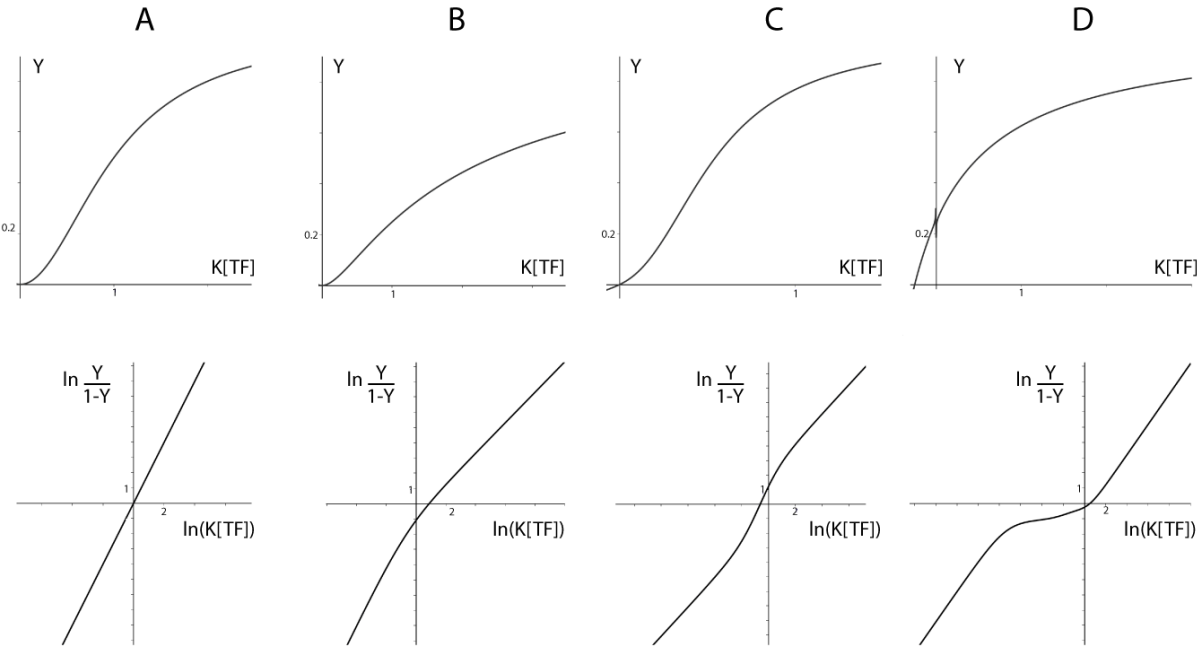 A
B
C
D
Y
Y
Y
Y
0.2
0.2
0.2
0.2
K[TF]
K[TF]
K[TF]
K[TF]
1
1
1
1
ln Y/1-Y
ln Y/1-Y
ln Y/1-Y
ln Y/1-Y
1
1
1
1
2
2
2
2
ln(K[TF])
ln(K[TF])
ln(K[TF])
ln(K[TF])